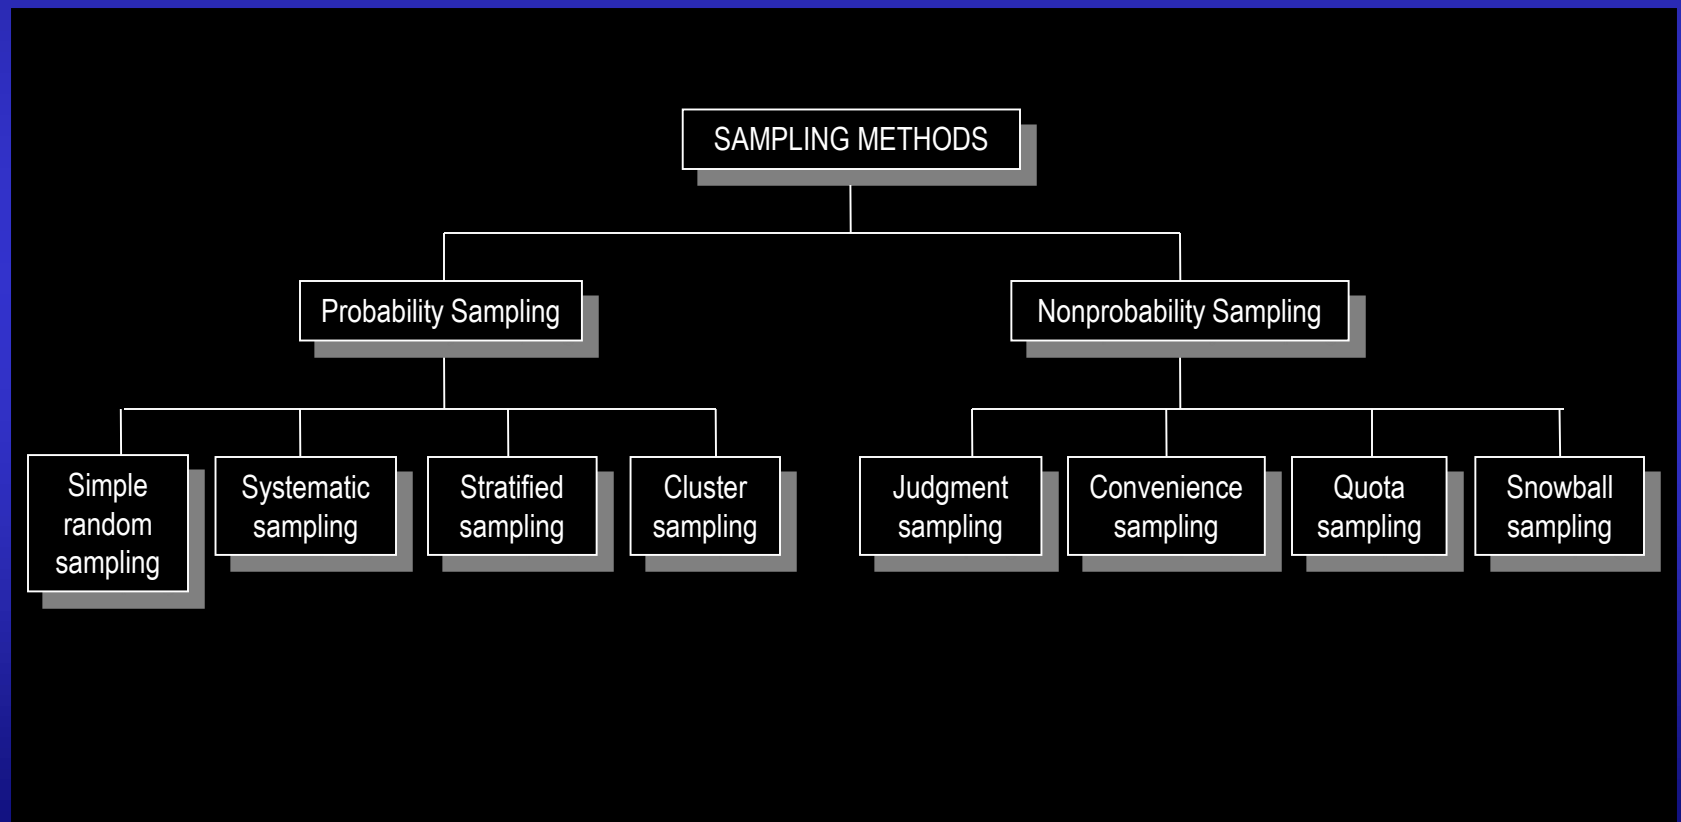 SAMPLING METHODS
Probability Sampling
Nonprobability Sampling
Simple
random
sampling
Systematic
sampling
Stratified
sampling
Cluster
sampling
Judgment
sampling
Convenience
sampling
Quota
sampling
Snowball
sampling